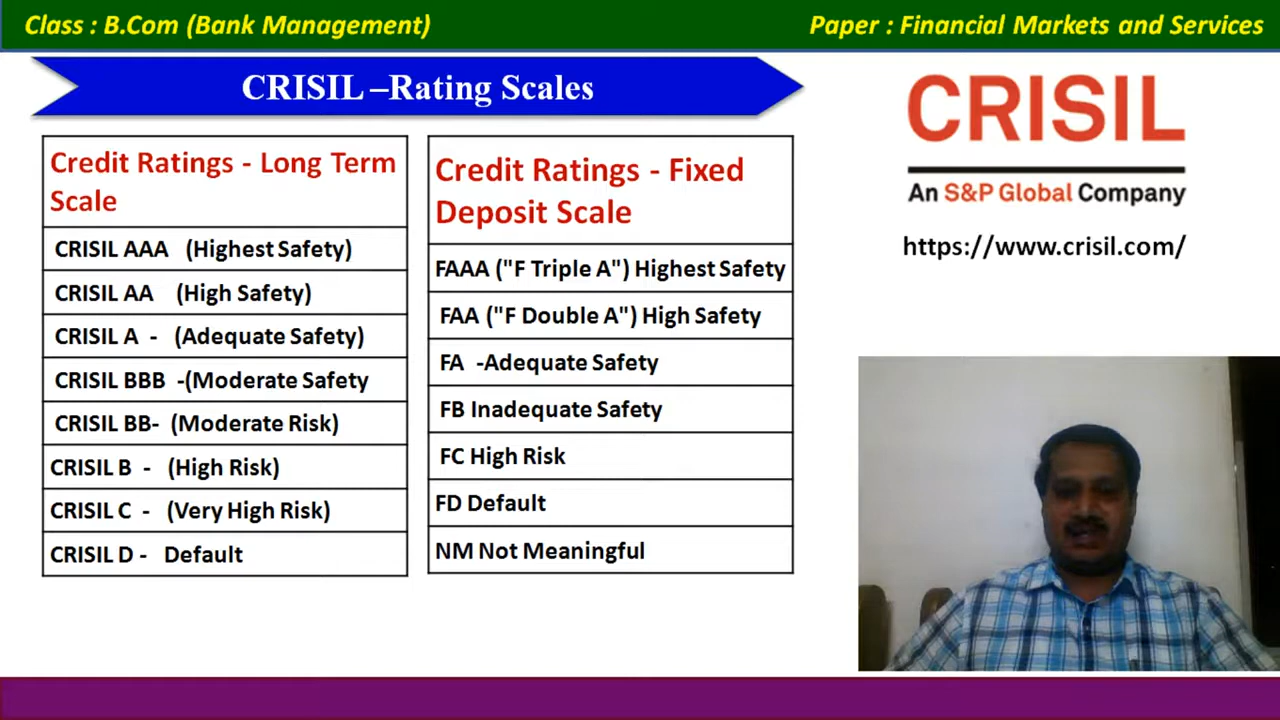 Class : B.Com (Bank Management)
Paper : Financial Markets and Services
CRISIL –Rating Scales
Credit Ratings - Long Term
Scale
CRISIL AAA (Highest Safety)
CRISIL AA (High Safety)
CRISIL A - (Adequate Safety)
CRISIL BBB -(Moderate Safety
CRISIL BB- (Moderate Risk)
CRISIL B - (High Risk)
CRISIL C - (Very High Risk)
CRISIL D - Default
Credit Ratings - Fixed
Deposit Scale
FAAA ("F Triple A") Highest Safety
FAA ("F Double A") High Safety
FA -Adequate Safety
FB Inadequate Safety
FC High Risk
FD Default
NM Not Meaningful
CRISIL
An S&P Global Company
https://www.crisil.com/